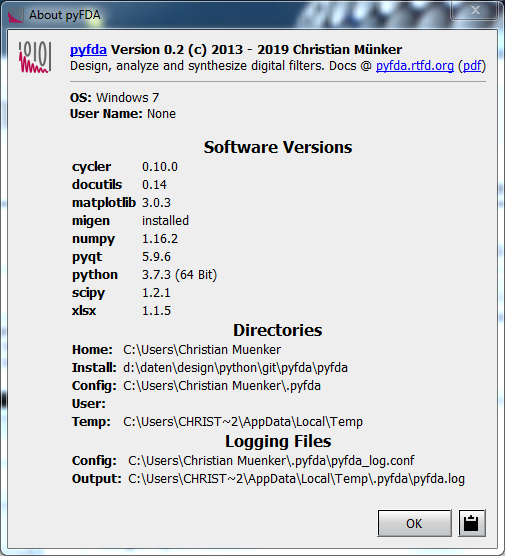 About pyFDA
pyfda Version 0.2 (c) 2013 - 2019 Christian Münker
Design, analyze and synthesize digital filters. Docs @ pyfda.rtfd.org (pdf)
OS: Windows 7
User Name: None
Software Versions
cycler 0.10.0
docutils 0.14
matplotlib 3.0.3
migen installed
numpy 1.16.2
pyqt 5.9.6
python 3.7.3 (64 Bit)
scipy 1.2.1
xlsx 1.1.5
Directories
Home: C:\Users\Christian Muenker
Install: d:\daten\design\python\git\pyfda\pyfda
Config: C:\Users\Christian Muenker\.pyfda
User:
Temp: C:\Users\CHRIST~2\AppData\Local\Temp
Logging Files
Config: C:\Users\Christian Muenker\.pyfda\pyfda_log.conf
Output: C:\Users\CHRIST~2\AppData\Local\Temp\.pyfda\pyfda.log
OK